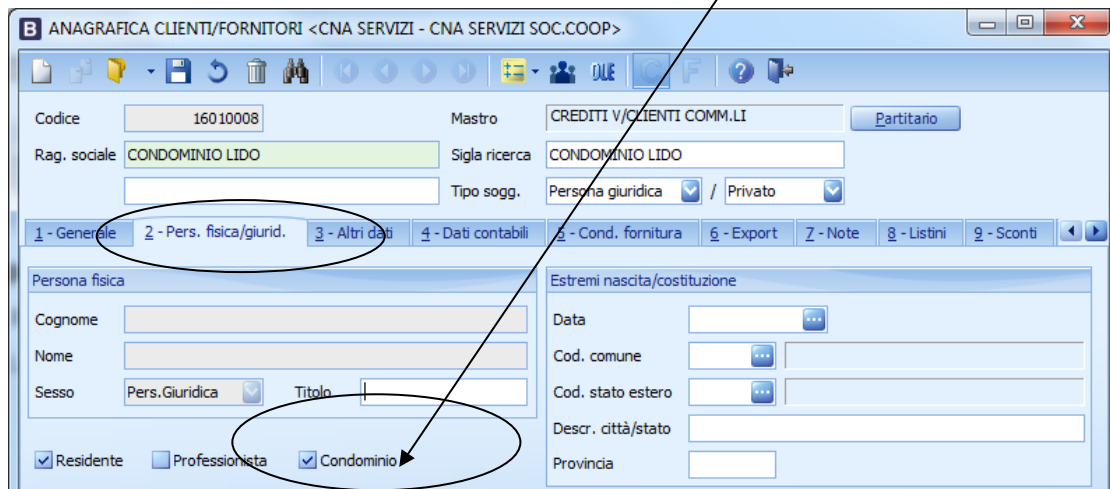 B ANAGRAFICA CLIENTI/FORNITORI <CNA SERVIZI - CNA SERVIZI SOC.COOP>
DUE C F ?
Codice 16010008 Mastro CREDITI V/CLIENTI COMM.LI Partitario
Rag. sociale CONDOMINIO LIDO Sigla ricerca CONDOMINIO LIDO
Tipo sogg. Persona giuridica / Privato
1 - Generale 2 - Pers. fisica/giurid. 3 - Altri dati 4 - Dati contabili 5 - Cond. fornitura 6 - Export 7 - Note 8 - Listini 9 - Sconti
Persona fisica Estremi nascita/costituzione
Cognome Data
Nome Cod. comune
Sesso Pers.Giuridica Titolo Cod. stato estero
Descr. città/stato
Residente Professionista Condominio Provincia